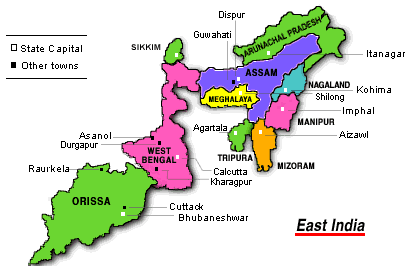 Dispur
Guwahati
State Capital
Other towns
SIKKIM
ARUNACHAL PRADESH
Itanagar
ASSAM
NAGALAND
Kohima
MEGHALAYA
Shilong
Imphal
MANIPUR
Agartala
Aizawl
Asanol
Durgapur
WEST
BENGAL
TRIPURA
MIZORAM
Raurkela
Calcutta
Kharagpur
ORISSA
Cuttack
Bhubaneshwar
East India